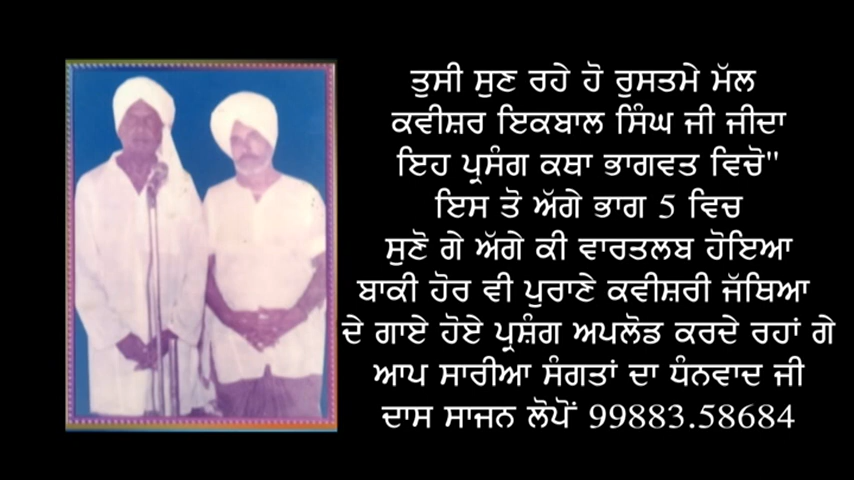 ਤੁਸੀ ਸੁਣ ਰਹੇ ਹੋ ਰੁਸਤਮੇ ਮੱਲ
ਕਵੀਸ਼ਰ ਇਕਬਾਲ ਸਿੰਘ ਜੀ ਜੀਦਾ
ਇਹ ਪ੍ਰਸੰਗ ਕਥਾ ਭਾਗਵਤ ਵਿਚੋ"
ਇਸ ਤੋ ਅੱਗੇ ਭਾਗ 5 ਵਿਚ
ਸੁਣੋ ਗੇ ਅੱਗੇ ਕੀ ਵਾਰਤਲਬ ਹੋਇਆ
ਬਾਕੀ ਹੋਰ ਵੀ ਪੁਰਾਣੇ ਕਵੀਸ਼ਰੀ ਜੱਥਿਆ
ਦੇ ਗਾਏ ਹੋਏ ਪ੍ਰਸ਼ੰਗ ਅਪਲੋਡ ਕਰਦੇ ਰਹਾਂ ਗੇ
ਆਪ ਸਾਰੀਆ ਸੰਗਤਾਂ ਦਾ ਧੰਨਵਾਦ ਜੀ
ਦਾਸ ਸਾਜਨ ਲੋਪੋਂ 99883.58684